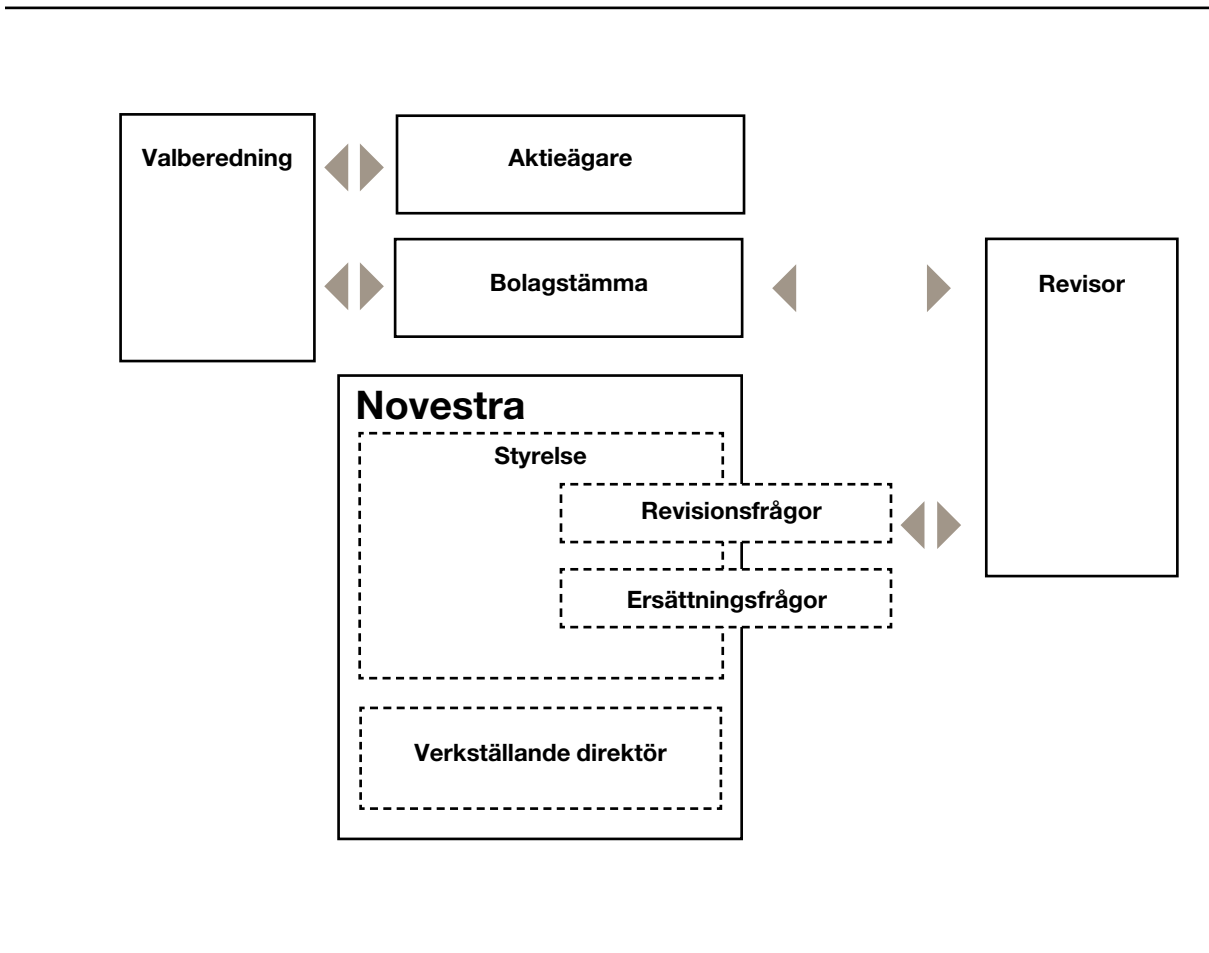 Valberedning
Aktieägare
Bolagstämma
Revisor
Novestra
Styrelse
Revisionsfrågor
Ersättningsfrågor
Verkställande direktör